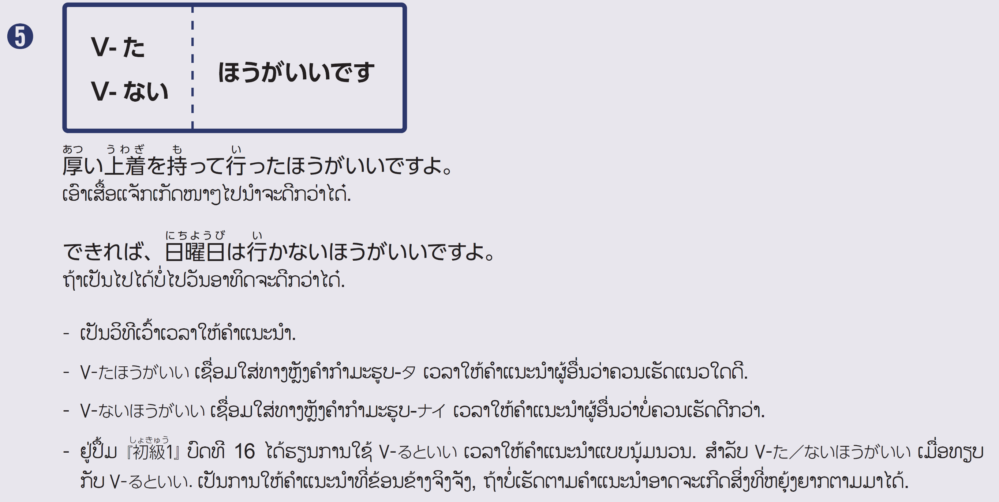 5
V- た
V- ない
ほうがいいです
あつ うわぎ も い
厚い上着を持って行ったほうがいいですよ。
ເອົາເສື້ອແຈັກເກັດໜາໆໄປນຳຈະດີກວ່າໄດ໋.
にちようび い
できれば、日曜日は行かないほうがいいですよ。
ຖ້າເປັນໄປໄດ້ບໍ່ໄປວັນອາທິດຈະດີກວ່າໄດ໋.
- ເປັນວິທີເວົ້າເວລາໃຫ້ຄຳແນະນຳ.
- V-たほうがいい ເຊື່ອມໃສ່ທາງຫຼັງຄຳກຳມະຮູບ-タ ເວລາໃຫ້ຄຳແນະນຳຜູ້ອື່ນວ່າຄວນເຮັດແນວໃດດີ.
- V-ないほうがいい ເຊື່ອມໃສ່ທາງຫຼັງຄຳກຳມະຮູບ-ナイ ເວລາໃຫ້ຄຳແນະນຳຜູ້ອື່ນວ່າບໍ່ຄວນເຮັດດີກວ່າ.
しょきゅう
- ຢູ່ປຶ້ມ 『初級1』 ບົດທີ 16 ໄດ້ຮຽນການໃຊ້ V-るといい ເວລາໃຫ້ຄຳແນະນຳແບບນຸ້ມນວນ. ສຳລັບ V-た／ないほうがいい ເມື່ອທຽບ
ກັບ V-るといい. ເປັນການໃຫ້ຄຳແນະນຳທີ່ຂ້ອນຂ້າງຈິງຈັງ, ຖ້າບໍ່ເຮັດຕາມຄຳແນະນຳອາດຈະເກີດສິ່ງທີ່ຫຍຸ້ງຍາກຕາມມາໄດ້.